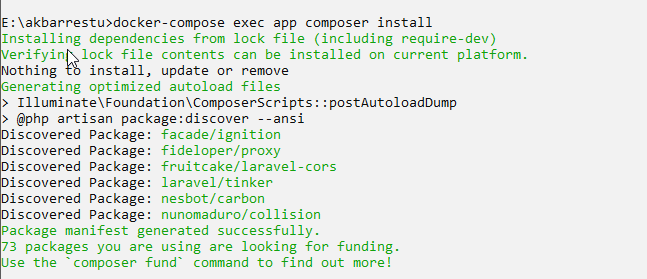 E:\akbarrestu>docker-compose exec app composer install
Installing dependencies from lock file (including require-dev)
Verifying lock file contents can be installed on current platform.
Nothing to install, update or remove
Generating optimized autoload files
> Illuminate\Foundation\ComposerScripts::postAutoloadDump
> @php artisan package:discover --ansi
Discovered Package: facade/ignition
Discovered Package: fideloper/proxy
Discovered Package: fruitcake/laravel-cors
Discovered Package: laravel/tinker
Discovered Package: nesbot/carbon
Discovered Package: nunomaduro/collision
Package manifest generated successfully.
73 packages you are using are looking for funding.
Use the `composer fund` command to find out more!